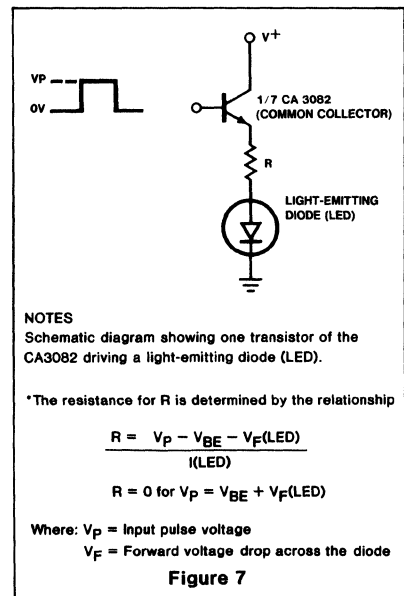 V+
VP
0V
1/7 CA 3082
(COMMON COLLECTOR)
R
LIGHT-EMITTING
DIODE (LED)
NOTES
Schematic diagram showing one transistor of the
CA3082 driving a light-emitting diode (LED).
*The resistance for R is determined by the relationship
R = VP − VBE − VF(LED)
I(LED)
R = 0 for VP = VBE + VF(LED)
Where: VP = Input pulse voltage
VF = Forward voltage drop across the diode
Figure 7